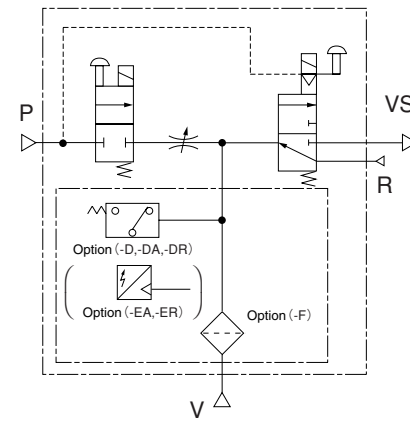 P
VS
R
Option (-D,-DA,-DR)
Option (-EA,-ER)
Option (-F)
V